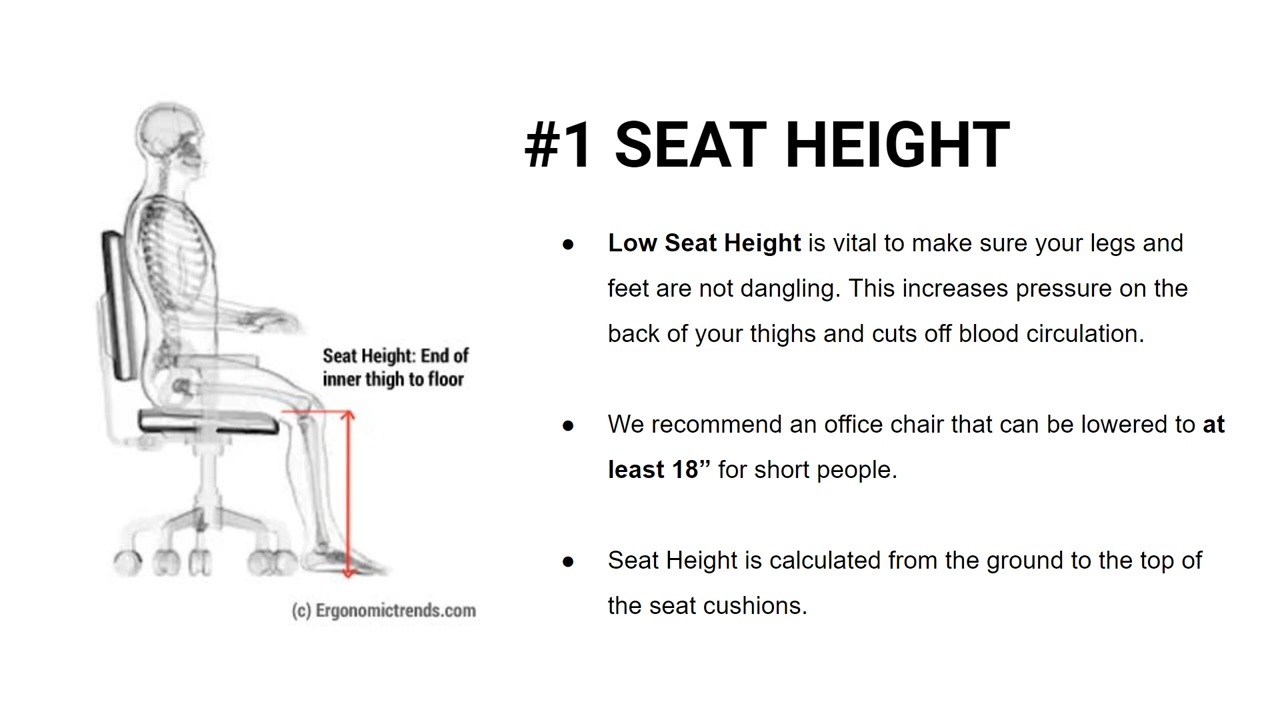 #1 SEAT HEIGHT
● Low Seat Height is vital to make sure your legs and
feet are not dangling. This increases pressure on the
back of your thighs and cuts off blood circulation.
● We recommend an office chair that can be lowered to at
least 18” for short people.
● Seat Height is calculated from the ground to the top of
the seat cushions.
Seat Height: End of
inner thigh to floor
(c) Ergonomictrends.com